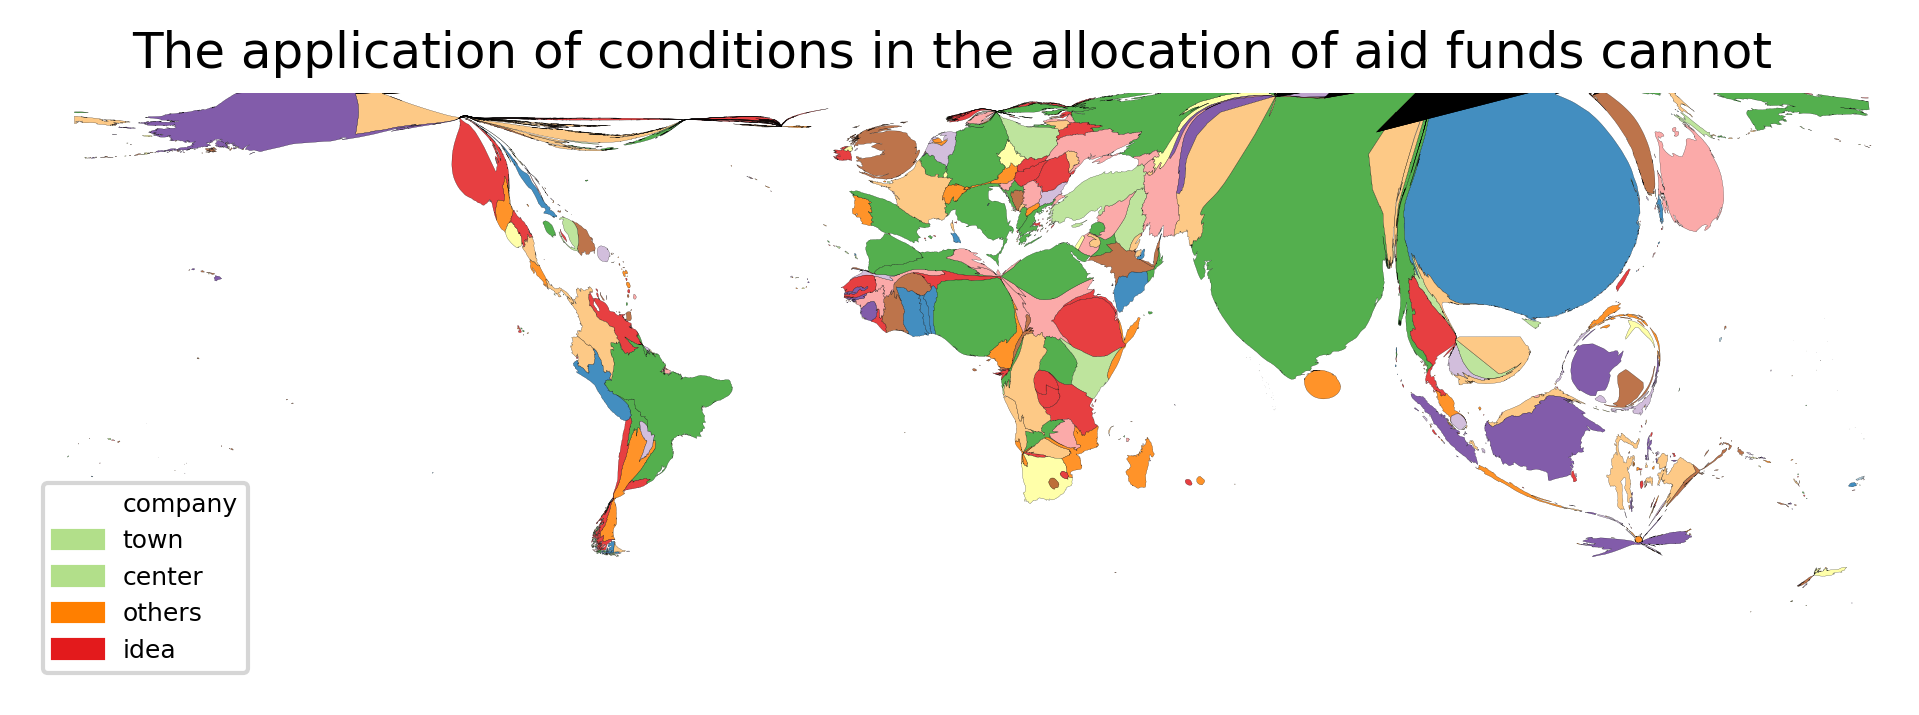 The application of conditions in the allocation of aid funds cannot
company
town
center
others
idea